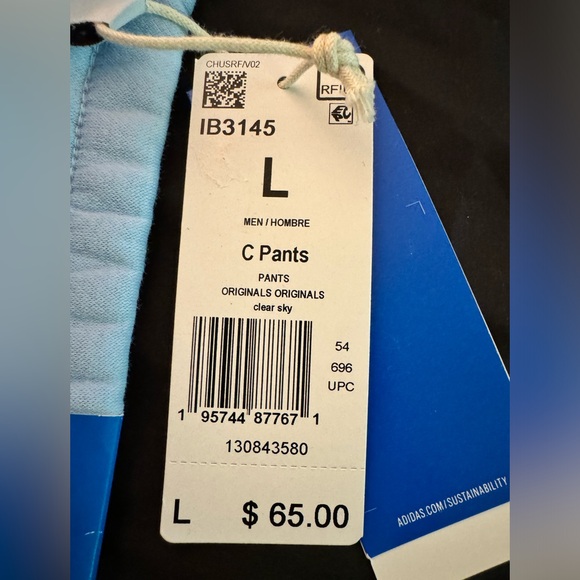 CHUSRF/V02
IB3145
L
MEN / HOMBRE
C Pants
PANTS
ORIGINALS ORIGINALS
clear sky
54
696
UPC
1 95744 87767 1
130843580
L $ 65.00
ADIDAS.COM/SUSTAINABILITY